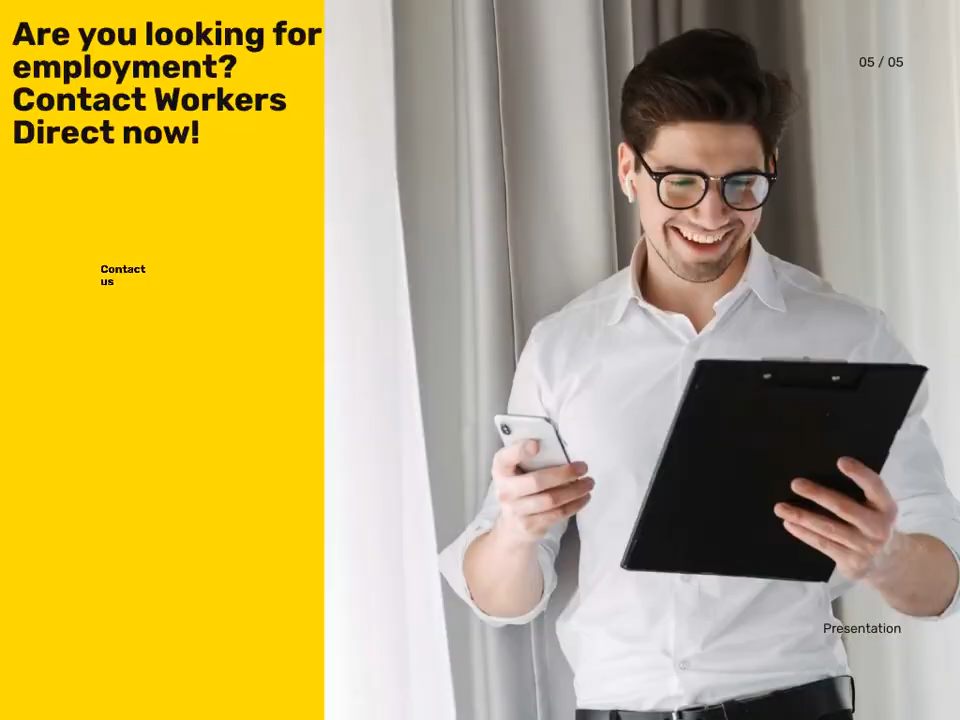 Are you looking for
employment?
Contact Workers
Direct now!
05 / 05
Contact
us
Presentation